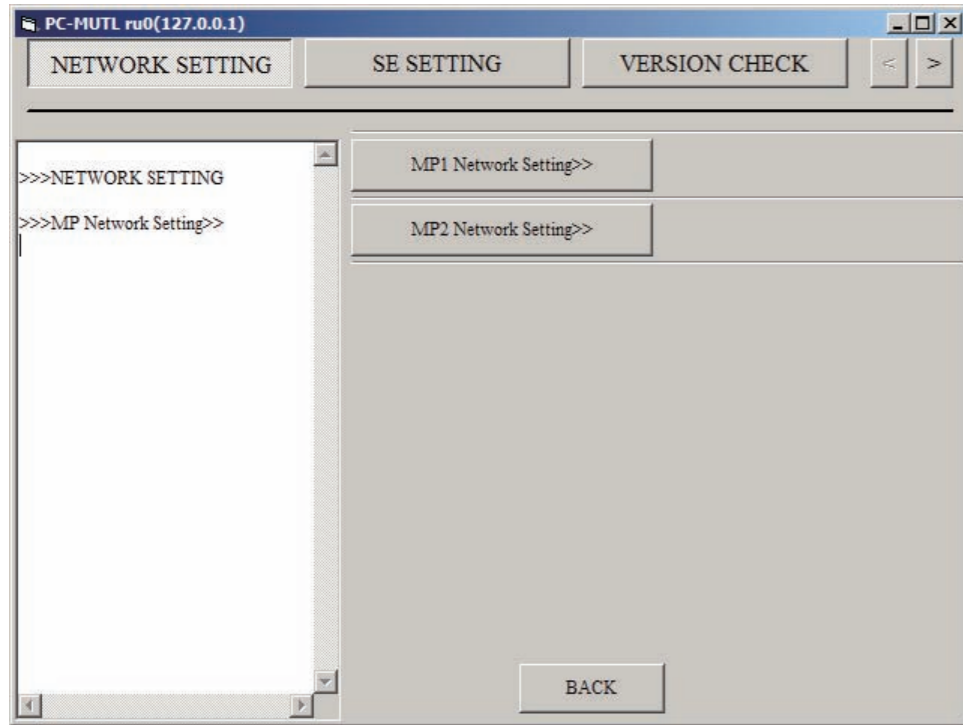 PC-MUTL ru0(127.0.0.1)
NETWORK SETTING
SE SETTING
VERSION CHECK
<
>
>>>NETWORK SETTING
>>>MP Network Setting>>
MP1 Network Setting>>
MP2 Network Setting>>
BACK